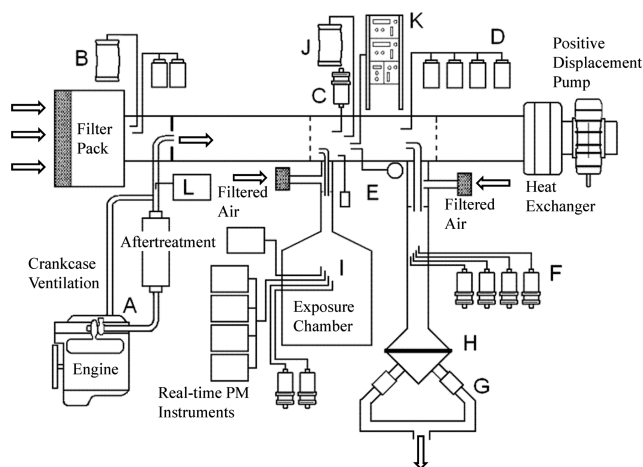 K
J
B
D
Positive
Displacement
Pump
C
Filter
Pack
E
Heat
Exchanger
L
Filtered
Air
Filtered
Air
Aftertreatment
Crankcase
Ventilation
I
F
A
Exposure
Chamber
H
Engine
G
Real-time PM
Instruments